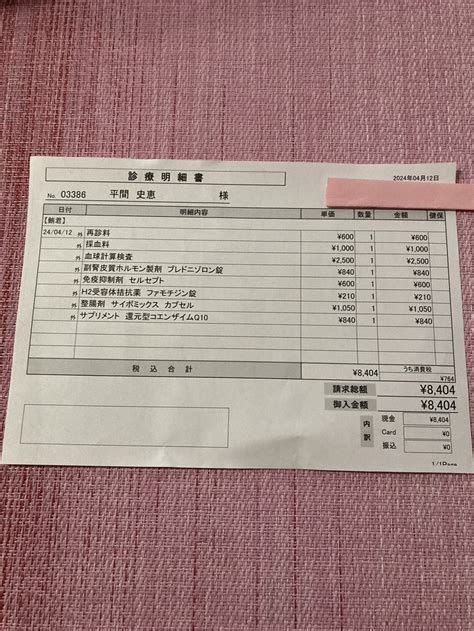 診療明細書
2024年04月12日
No. 03386 平間 史恵 様
日付 明細内容 単価 数量 金額 健保
24/04/12 外 再診料 ¥600 1 ¥600
外 採血料 ¥1,000 1 ¥1,000
外 血球計算検査 ¥2,500 1 ¥2,500
外 副腎皮質ホルモン製剤 プレドニゾロン錠 ¥840 1 ¥840
外 免疫抑制剤 セルセプト ¥600 1 ¥600
外 H2受容体拮抗薬 ファモチジン錠 ¥210 1 ¥210
外 整腸剤 サイボミックス カプセル ¥1,050 1 ¥1,050
外 サプリメント 還元型コエンザイムQ10 ¥840 1 ¥840
税込合計 ¥8,404 うち消費税
¥764
請求総額 ¥8,404
御入金額 ¥8,404
内訳 現金 ¥8,404
Card ¥0
振込 ¥0